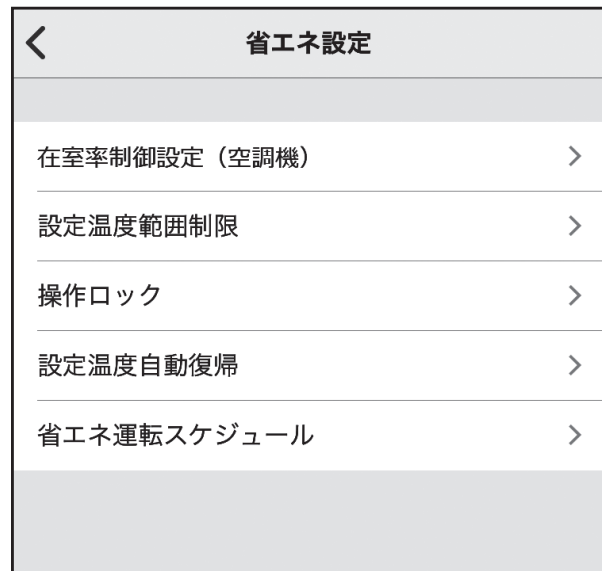 省エネ設定
在室率制御設定（空調機）
設定温度範囲制限
操作ロック
設定温度自動復帰
省エネ運転スケジュール